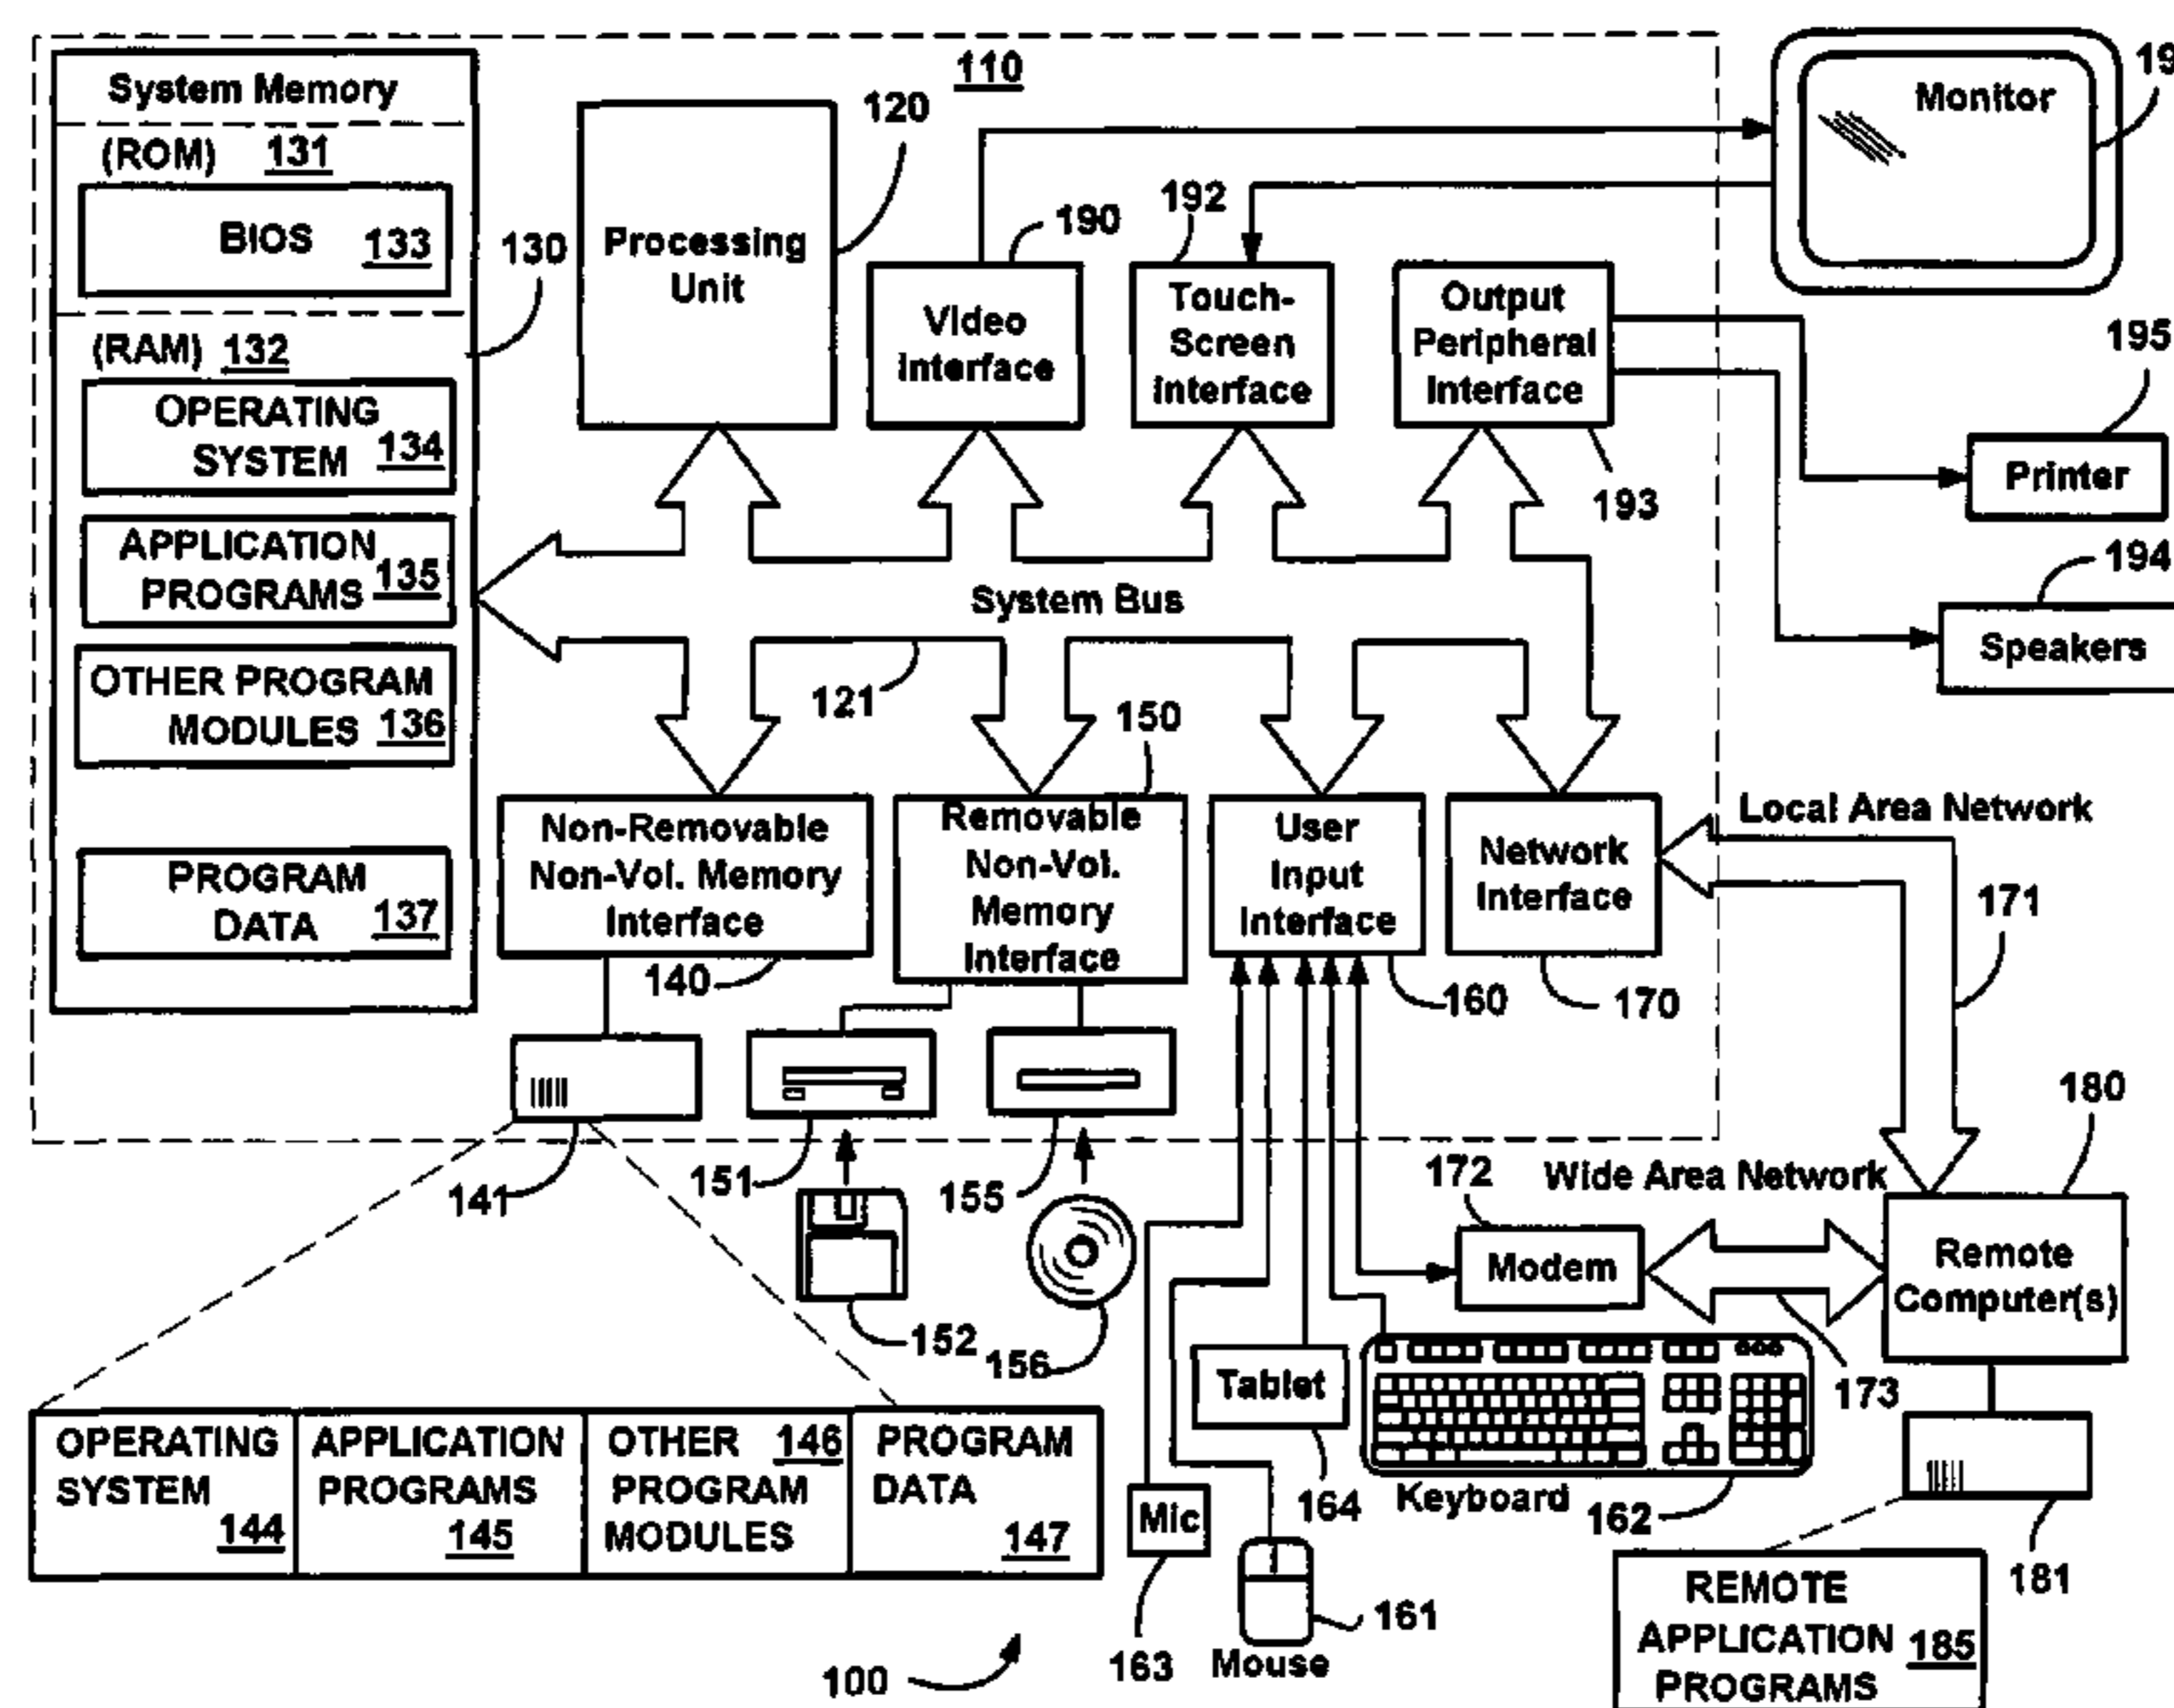 System Memory
(ROM) 131
BIOS 133
130
(RAM) 132
OPERATING
SYSTEM 134
APPLICATION
PROGRAMS 135
OTHER PROGRAM
MODULES 136
PROGRAM
DATA 137
110
120
Processing
Unit
190
Video
Interface
192
Touch-
Screen
Interface
Output
Peripheral
Interface
193
Monitor
195
Printer
194
Speakers
System Bus
121
Non-Removable
Non-Vol. Memory
Interface
140
150
Removable
Non-Vol.
Memory
Interface
User
Input
Interface
160
Network
Interface
170
Local Area Network
171
141
151
152
155
156
172
Modem
Wide Area Network
173
180
Remote
Computer(s)
181
Tablet
164
Keyboard
162
Mic
163
161
Mouse
OPERATING
SYSTEM
144
APPLICATION
PROGRAMS
145
OTHER 146
PROGRAM
MODULES
PROGRAM
DATA
147
REMOTE
APPLICATION 185
PROGRAMS
100